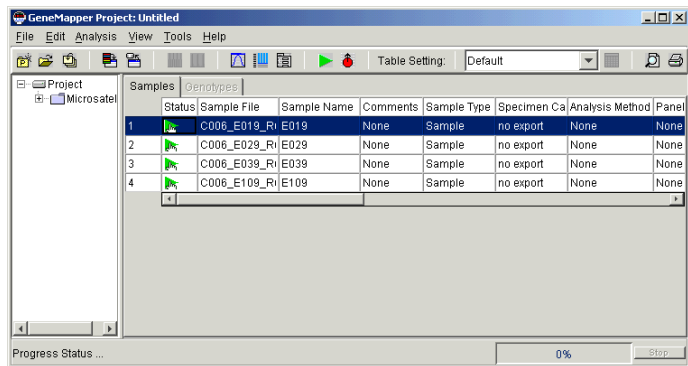 GeneMapper Project: Untitled
File Edit Analysis View Tools Help
Table Setting: Default
Project
Microsatel
Samples Genotypes
Status Sample File Sample Name Comments Sample Type Specimen Ca Analysis Method Panel
1 C006_E019_R E019 None Sample no export None None
2 C006_E029_R E029 None Sample no export None None
3 C006_E039_R E039 None Sample no export None None
4 C006_E109_R E109 None Sample no export None None
Progress Status ... 0% Stop